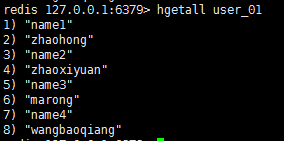 redis 127.0.0.1:6379> hgetall user_01
1) "name1"
2) "zhaohong"
3) "name2"
4) "zhaoxiyuan"
5) "name3"
6) "marong"
7) "name4"
8) "wangbaoqiang"